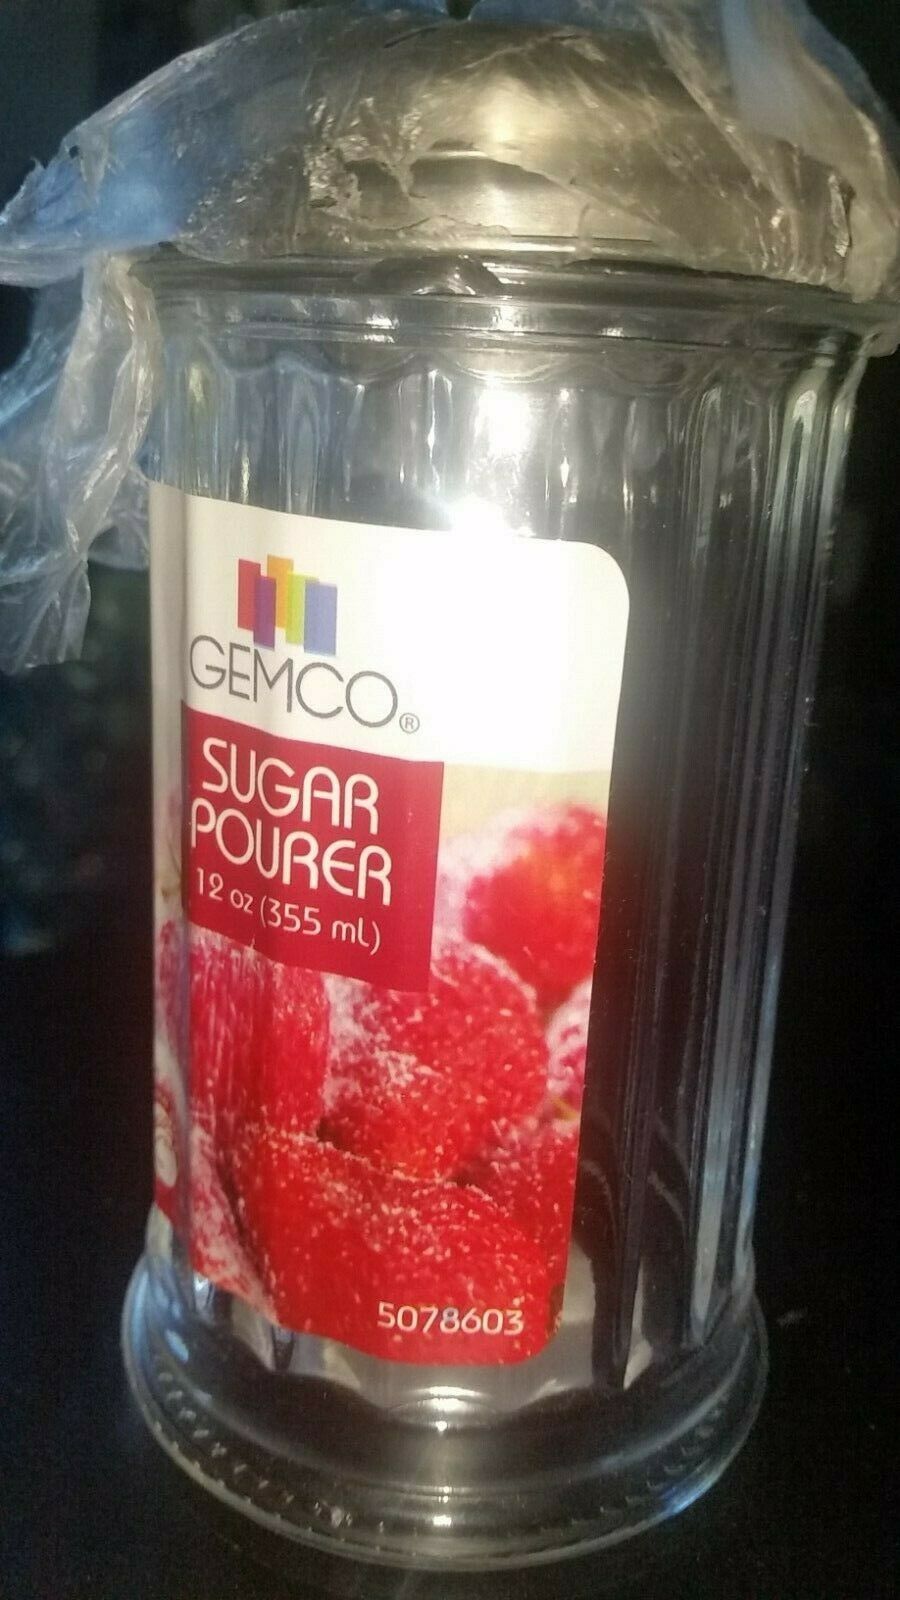 GEMCO®
SUGAR
POURER
12 oz (355 ml)
5078603